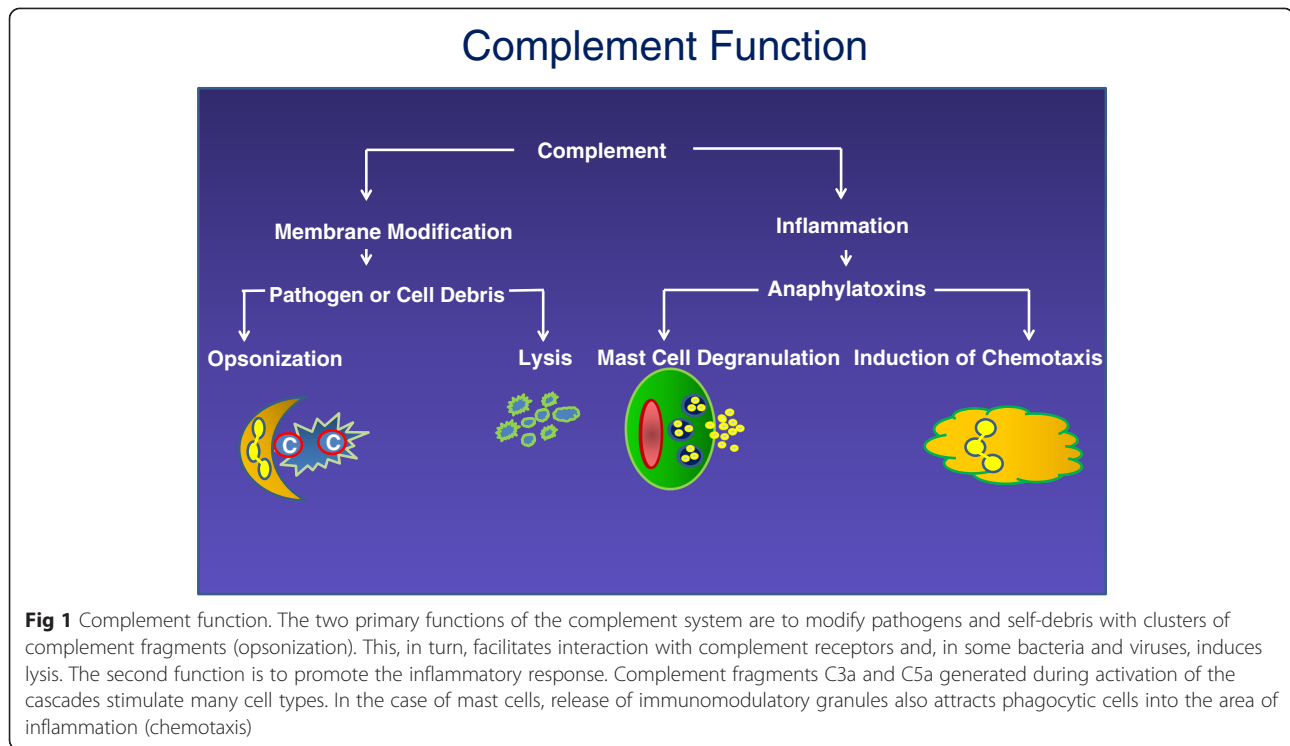 Complement Function
Complement
Membrane Modification
Inflammation
Pathogen or Cell Debris
Anaphylatoxins
Opsonization
Lysis
Mast Cell Degranulation
Induction of Chemotaxis
C
C
Fig 1 Complement function. The two primary functions of the complement system are to modify pathogens and self-debris with clusters of
complement fragments (opsonization). This, in turn, facilitates interaction with complement receptors and, in some bacteria and viruses, induces
lysis. The second function is to promote the inflammatory response. Complement fragments C3a and C5a generated during activation of the
cascades stimulate many cell types. In the case of mast cells, release of immunomodulatory granules also attracts phagocytic cells into the area of
inflammation (chemotaxis)